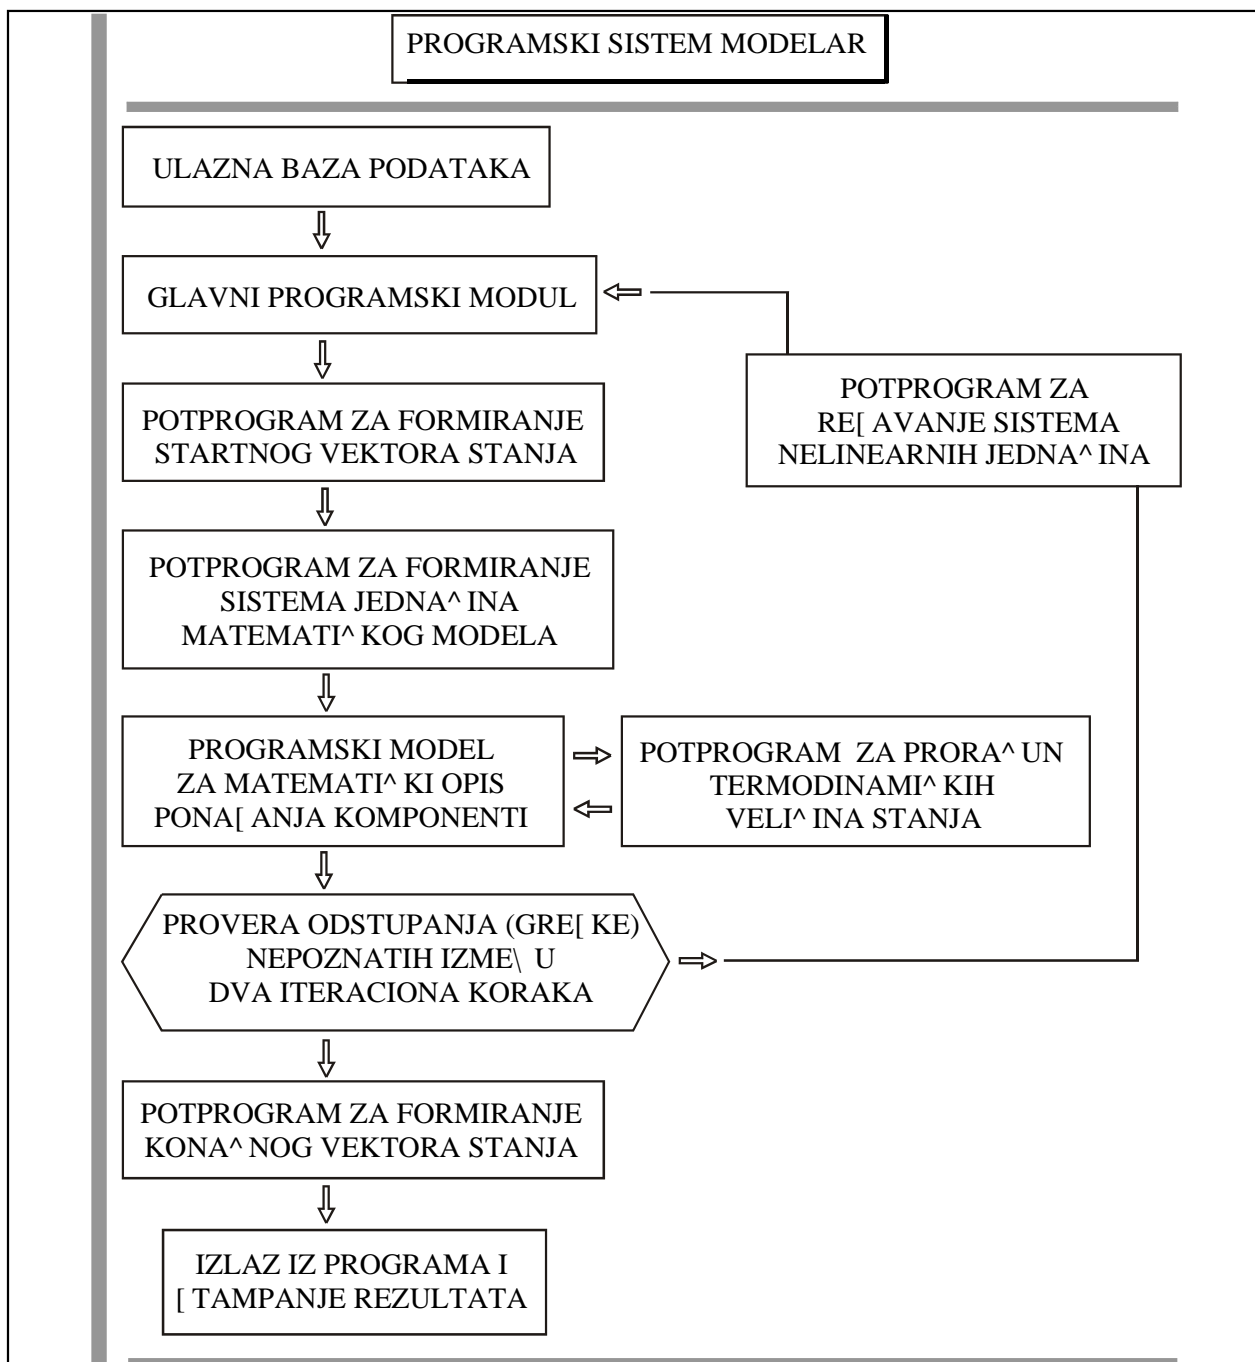 PROGRAMSKI SISTEM MODELAR
ULAZNA BAZA PODATAKA
GLAVNI PROGRAMSKI MODUL
POTPROGRAM ZA FORMIRANJE
STARTNOG VEKTORA STANJA
POTPROGRAM ZA
RE[ AVANJE SISTEMA
NELINEARNIH JEDNA^ INA
POTPROGRAM ZA FORMIRANJE
SISTEMA JEDNA^ INA
MATEMATI^ KOG MODELA
PROGRAMSKI MODEL
ZA MATEMATI^ KI OPIS
PONA[ ANJA KOMPONENTI
POTPROGRAM ZA PRORA^ UN
TERMODINAMI^ KIH
VELI^ INA STANJA
PROVERA ODSTUPANJA (GRE[ KE)
NEPOZNATIH IZME\ U
DVA ITERACIONA KORAKA
POTPROGRAM ZA FORMIRANJE
KONA^ NOG VEKTORA STANJA
IZLAZ IZ PROGRAMA I
[ TAMPANJE REZULTATA